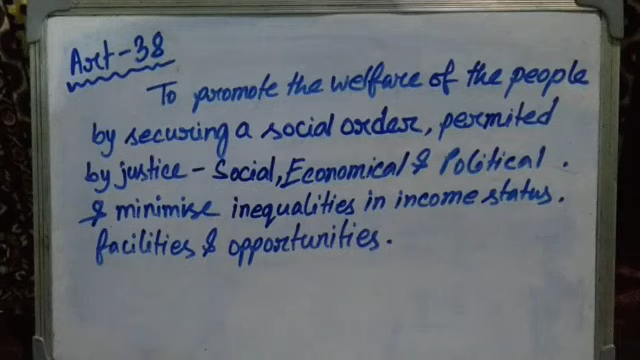 Art-38
To promote the welfare of the people
by securing a social order, permited
by justice - Social, Economical & Political.
& minimise inequalities in income status.
facilities & opportunities.